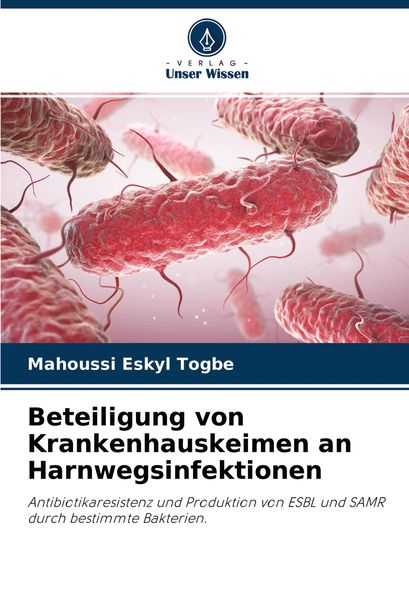 - VERLAG -
Unser Wissen
Mahoussi Eskyl Togbe
Beteiligung von
Krankenhauskeimen an
Harnwegsinfektionen
Antibiotikaresistenz und Produktion von ESBL und SAMR
durch bestimmte Bakterien.